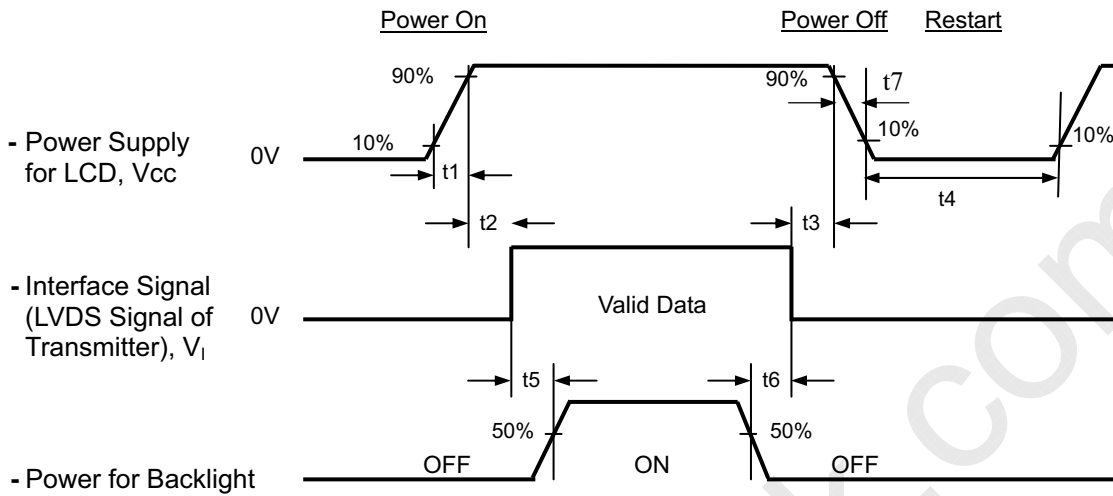 Power On
Power Off
Restart
90%
90%
t7
- Power Supply
for LCD, Vcc
0V
10%
10%
10%
t1
t4
t2
t3
- Interface Signal
(LVDS Signal of
Transmitter), VI
0V
Valid Data
t5
t6
50%
50%
- Power for Backlight
OFF
ON
OFF
k.com